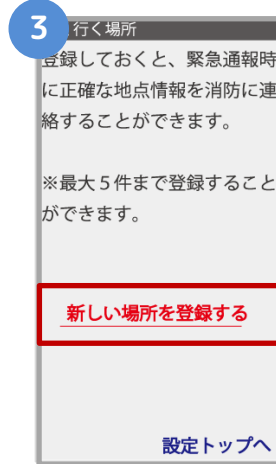 3
行く場所
登録しておくと、緊急通報時
に正確な地点情報を消防に連
絡することができます。
※最大５件まで登録すること
ができます。
新しい場所を登録する
設定トップへ